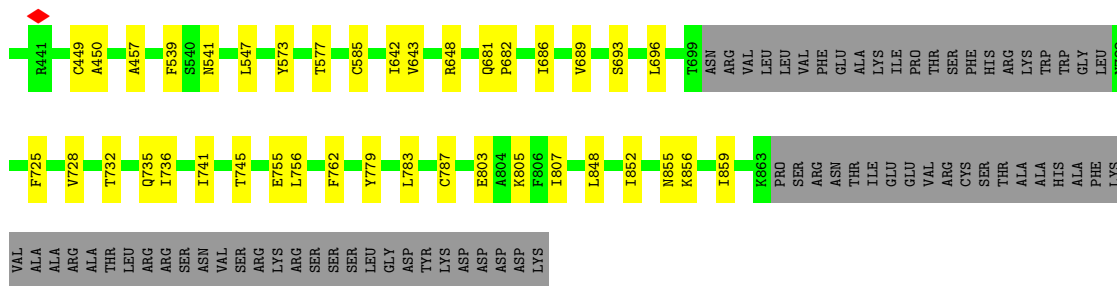 R441 C449 A450 A457 F539 S540 N541 L547 Y573 T577 C585 I642 V643 R648 Q681 P682 I686 V689 S693 L696 T699 ASN ARG VAL LEU LEU VAL PHE GLU ALA LYS ILE PRO THR SER PHE HIS ARG LYS TRP TRP GLY LEU
F725 V728 T732 Q735 I736 I741 T745 E755 L756 F762 Y779 L783 C787 E803 A804 K805 F806 I807 L848 I852 N855 K856 I859 K863 PRO SER ARG ASN THR ILE GLU GLU VAL ARG CYS SER THR ALA ALA HIS ALA PHE LYS
VAL ALA ALA ARG ALA THR LEU ARG ARG SER ASN VAL SER ARG LYS ARG SER SER SER LEU GLY ASP TYR LYS ASP ASP ASP ASP LYS